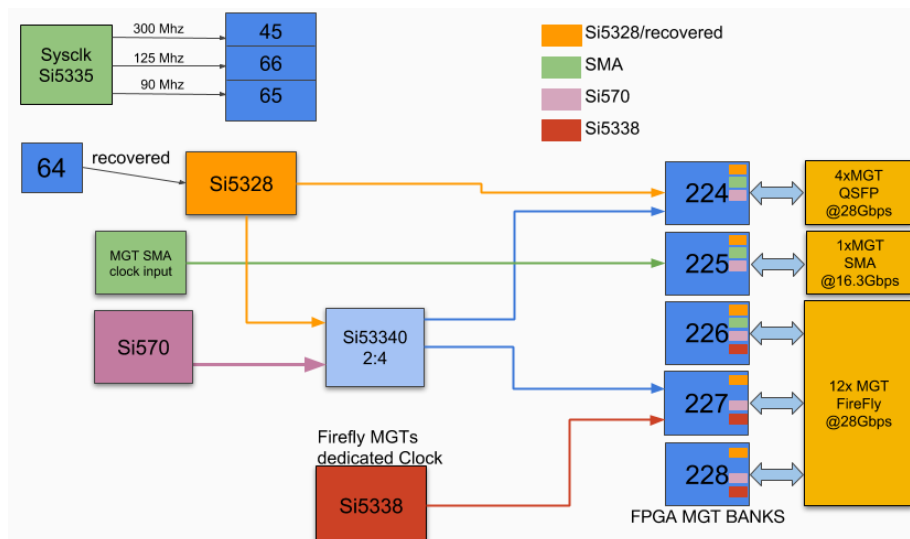 Sysclk
Si5335
300 Mhz
125 Mhz
90 Mhz
45
66
65
Si5328/recovered
SMA
Si570
Si5338
64
recovered
Si5328
MGT SMA
clock input
Si570
Si53340
2:4
Firefly MGTs
dedicated Clock
Si5338
224
225
226
227
228
FPGA MGT BANKS
4xMGT
QSFP
@28Gbps
1xMGT
SMA
@16.3Gbps
12x MGT
FireFly
@28Gbps